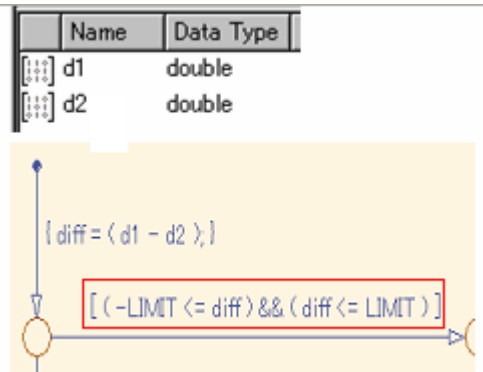 Name Data Type
d1 double
d2 double
{diff = ( d1 - d2 );}
[ ( -LIMIT <= diff ) && ( diff <= LIMIT ) ]